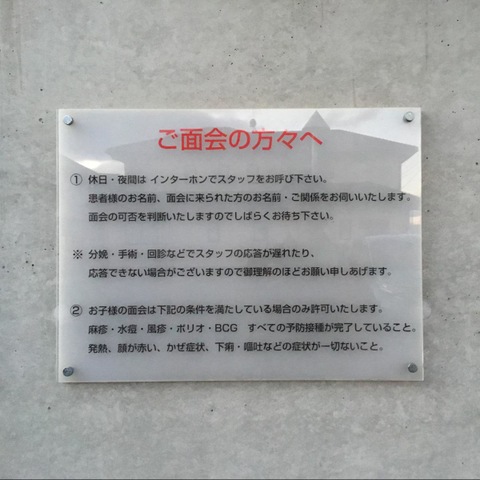 ご面会の方々へ
① 休日・夜間は インターホンでスタッフをお呼び下さい。
患者様のお名前、面会に来られた方のお名前・ご関係をお伺いいたします。
面会の可否を判断いたしますのでしばらくお待ち下さい。
※ 分娩・手術・回診などでスタッフの応答が遅れたり、
応答できない場合がございますので御理解のほどお願い申しあげます。
② お子様の面会は下記の条件を満たしている場合のみ許可いたします。
麻疹・水痘・風疹・ポリオ・BCG すべての予防接種が完了していること。
発熱、顔が赤い、かぜ症状、下痢・嘔吐などの症状が一切ないこと。